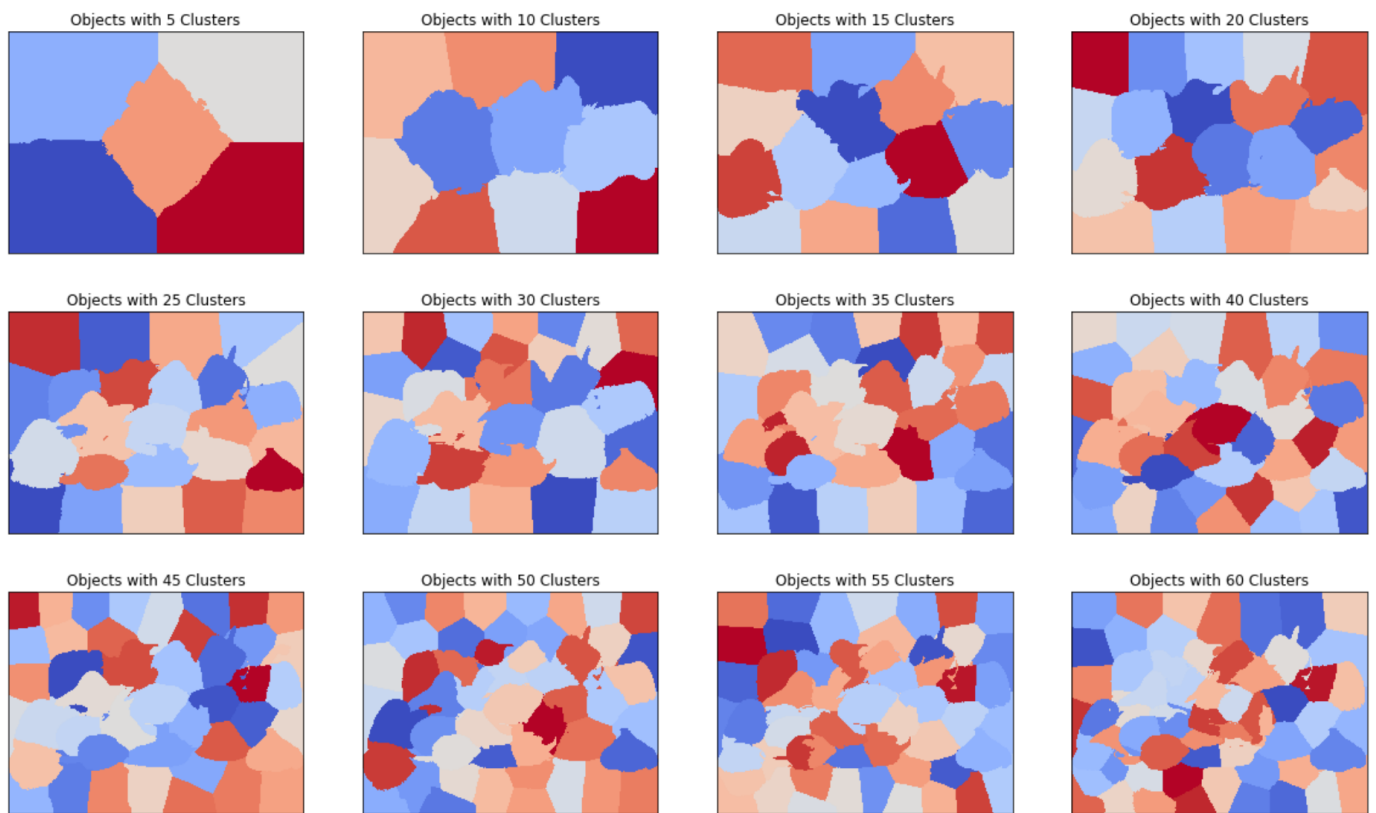 Objects with 5 Clusters
Objects with 10 Clusters
Objects with 15 Clusters
Objects with 20 Clusters
Objects with 25 Clusters
Objects with 30 Clusters
Objects with 35 Clusters
Objects with 40 Clusters
Objects with 45 Clusters
Objects with 50 Clusters
Objects with 55 Clusters
Objects with 60 Clusters